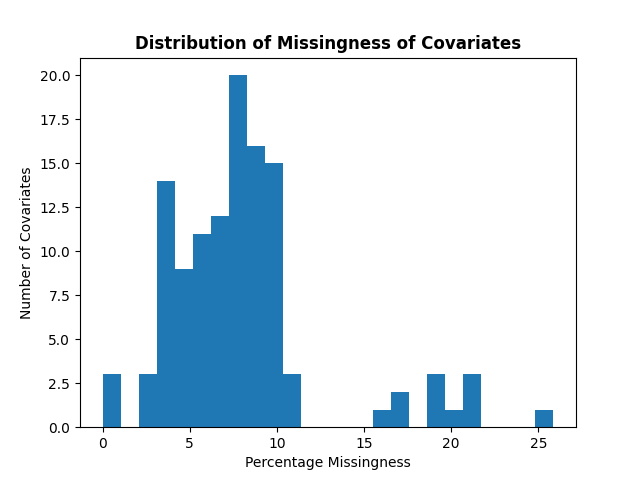 Distribution of Missingness of Covariates
20.0
17.5
15.0
12.5
10.0
7.5
5.0
2.5
0.0
Number of Covariates
0 5 10 15 20 25
Percentage Missingness